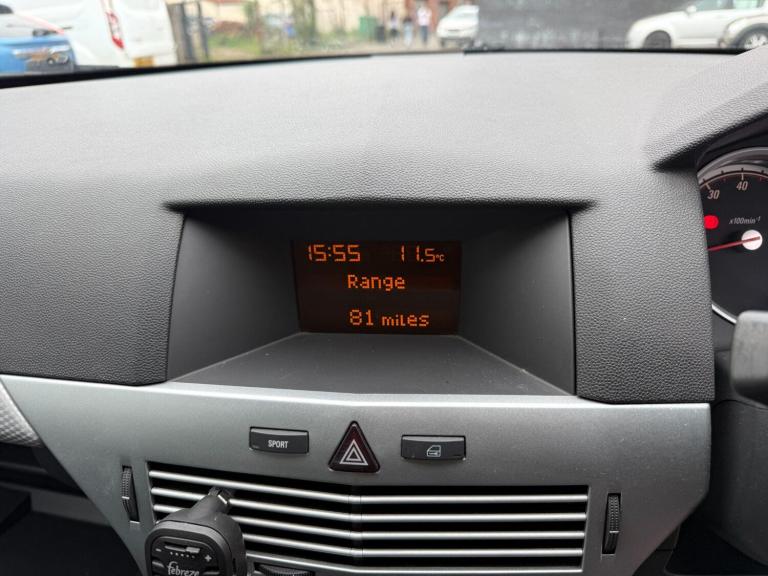 15:55 11.5°C
Range
81 miles
30 40
x100min⁻¹
SPORT
febreze